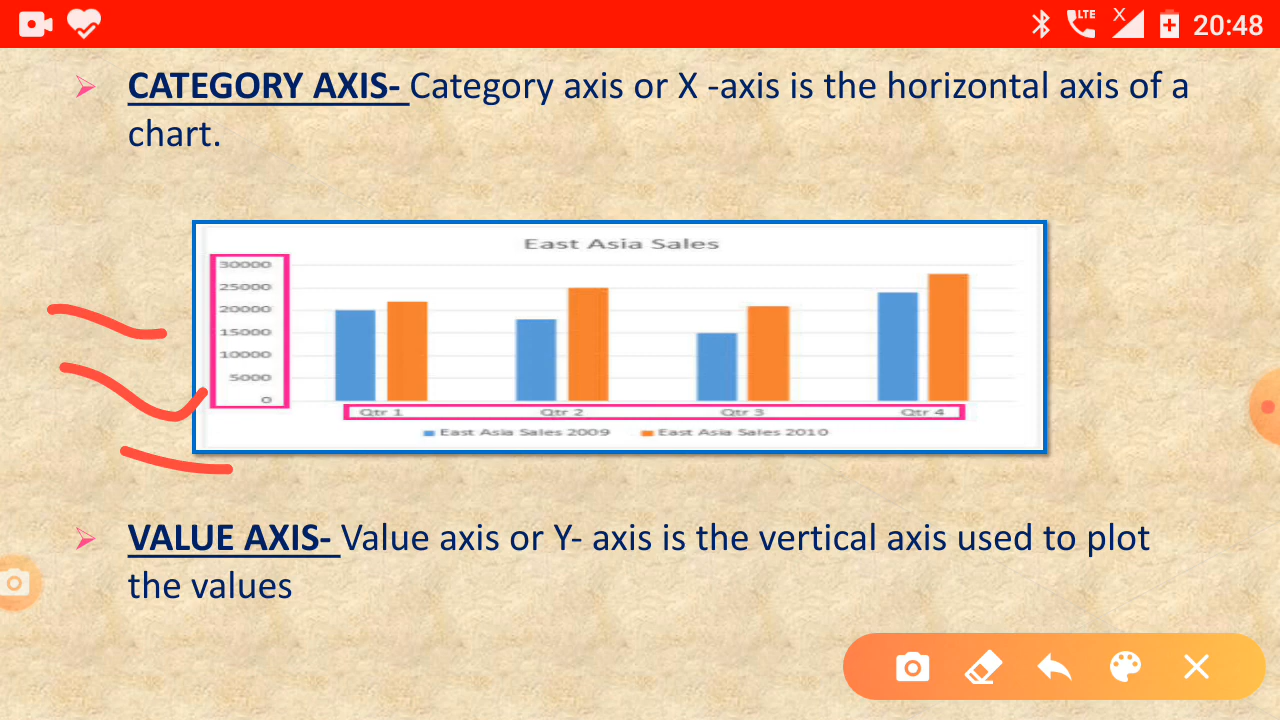 LTE X 20:48
CATEGORY AXIS- Category axis or X -axis is the horizontal axis of a
chart.
East Asia Sales
30000
25000
20000
15000
10000
5000
0
Qtr 1 Qtr 2 Qtr 3 Qtr 4
East Asia Sales 2009 East Asia Sales 2010
VALUE AXIS- Value axis or Y- axis is the vertical axis used to plot
the values